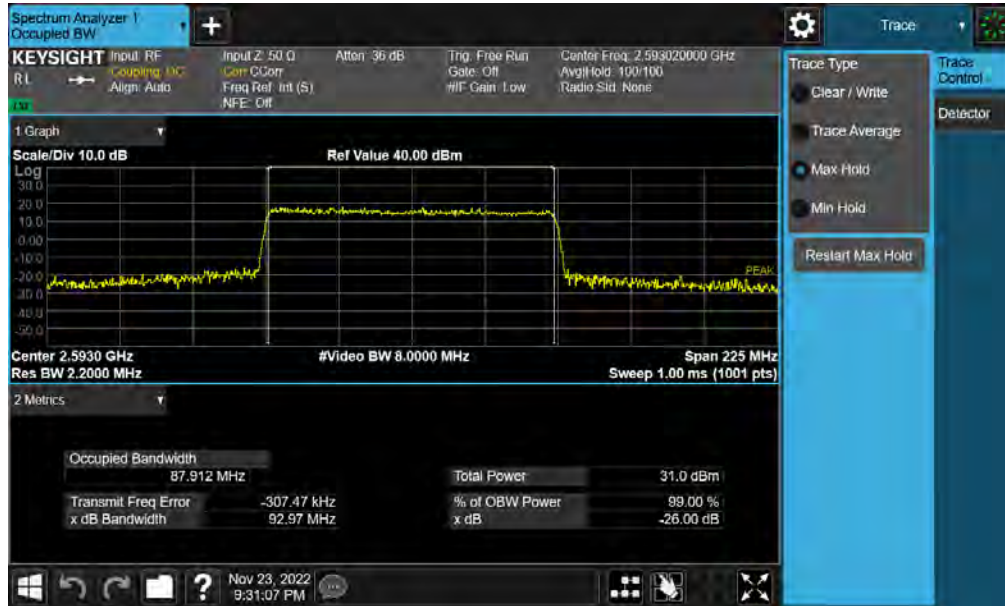 Spectrum Analyzer 1
Occupied BW
Trace
KEYSIGHT Input: RF
Input Z: 50 Ω
Atten: 36 dB
Trig: Free Run
Center Freq: 2.593020000 GHz
R L
Coupling: DC
Corr CCorr
Gate: Off
Avg|Hold: 100/100
Align: Auto
Freq Ref: Int (S)
#IF Gain: Low
Radio Std: None
NFE: Off
1 Graph
Scale/Div 10.0 dB
Ref Value 40.00 dBm
Log
30.0
20.0
10.0
0.00
-10.0
-20.0
-30.0
-40.0
-50.0
PEAK
Center 2.5930 GHz
#Video BW 8.0000 MHz
Span 225 MHz
Res BW 2.2000 MHz
Sweep 1.00 ms (1001 pts)
2 Metrics
Occupied Bandwidth
87.912 MHz
Total Power
31.0 dBm
Transmit Freq Error
-307.47 kHz
% of OBW Power
99.00 %
x dB Bandwidth
92.97 MHz
x dB
-26.00 dB
Nov 23, 2022
9:31:07 PM
Trace Type
Clear / Write
Trace Average
Max Hold
Min Hold
Restart Max Hold
Trace
Control
Detector